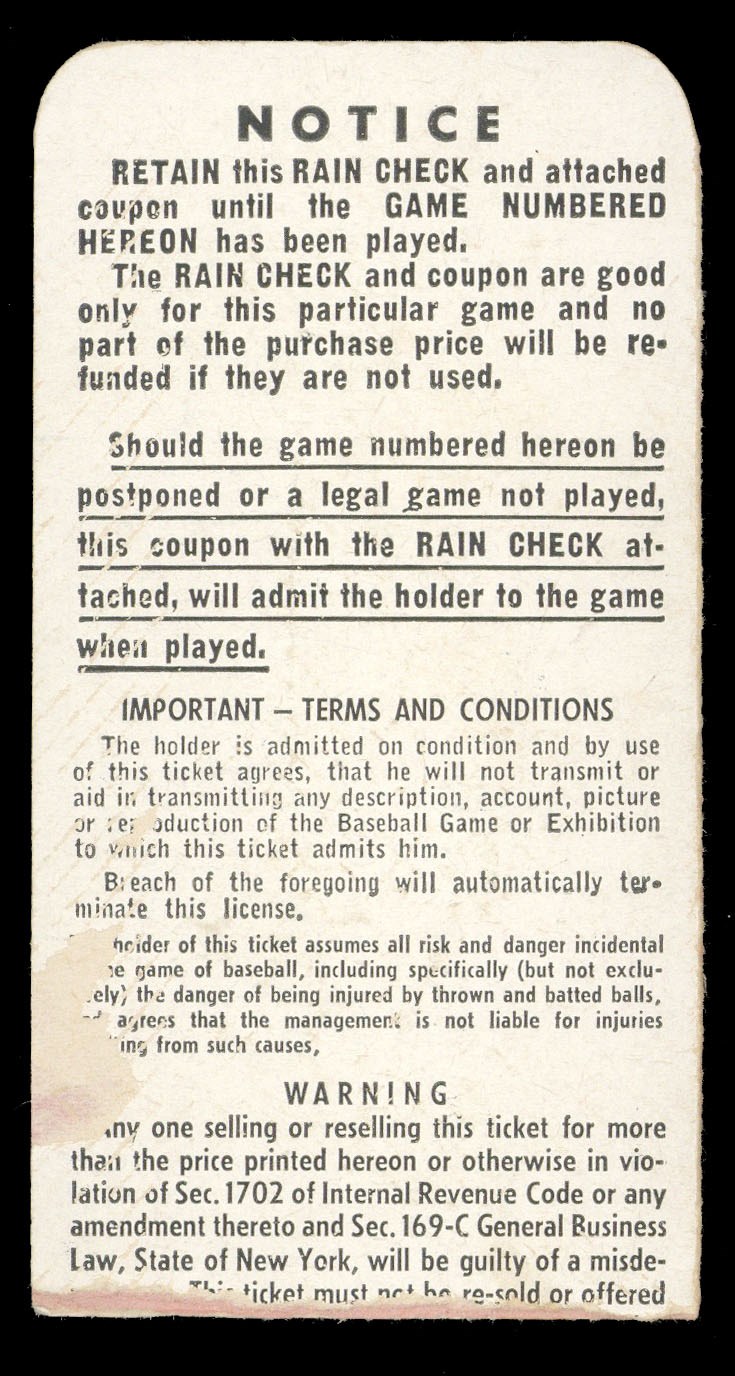 NOTICE
RETAIN this RAIN CHECK and attached
coupon until the GAME NUMBERED
HEREON has been played.
The RAIN CHECK and coupon are good
only for this particular game and no
part of the purchase price will be re-
funded if they are not used.
Should the game numbered hereon be
postponed or a legal game not played,
this coupon with the RAIN CHECK at-
tached, will admit the holder to the game
when played.
IMPORTANT – TERMS AND CONDITIONS
The holder is admitted on condition and by use
of this ticket agrees, that he will not transmit or
aid in transmitting any description, account, picture
or reproduction of the Baseball Game or Exhibition
to which this ticket admits him.
Breach of the foregoing will automatically ter-
minate this license.
holder of this ticket assumes all risk and danger incidental
game of baseball, including specifically (but not exclu-
the danger of being injured by thrown and batted balls,
agrees that the management is not liable for injuries
from such causes,
WARNING
Any one selling or reselling this ticket for more
than the price printed hereon or otherwise in vio-
lation of Sec. 1702 of Internal Revenue Code or any
amendment thereto and Sec. 169-C General Business
Law, State of New York, will be guilty of a misde-
This ticket must not be re-sold or offered